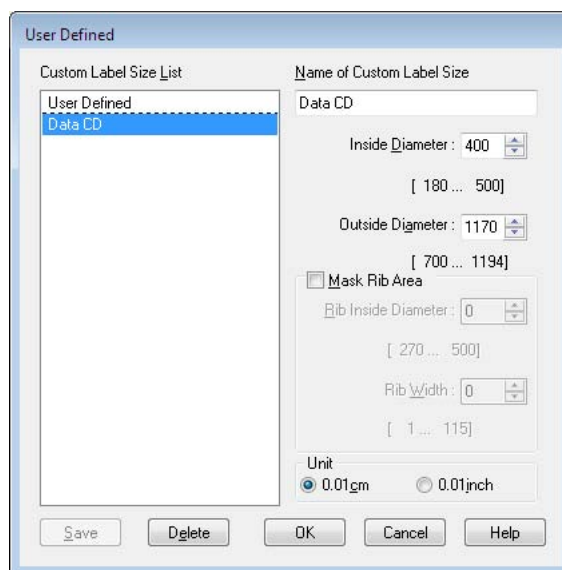 User Defined
Custom Label Size List
User Defined
Data CD
Name of Custom Label Size
Data CD
Inside Diameter : 400
[ 180 ... 500]
Outside Diameter : 1170
[ 700 ... 1194]
Mask Rib Area
Rib Inside Diameter : 0
[ 270 ... 500]
Rib Width : 0
[ 1 ... 115]
Unit
0.01cm 0.01inch
Save Delete OK Cancel Help